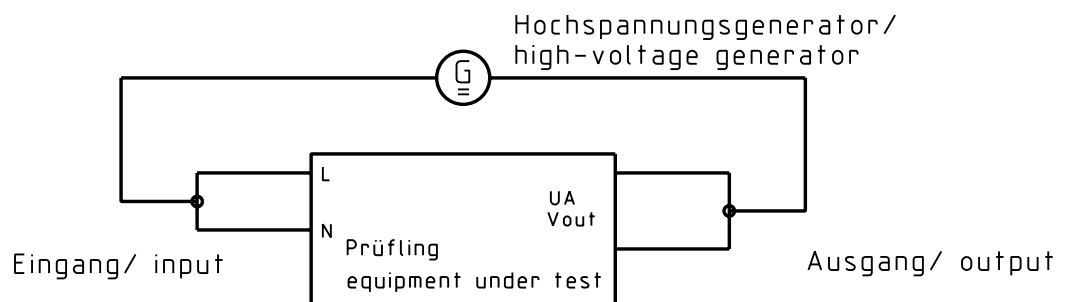 Hochspannungsgenerator/
high-voltage generator
G
L
UA
Vout
N
Prüfling
equipment under test
Eingang/ input
Ausgang/ output